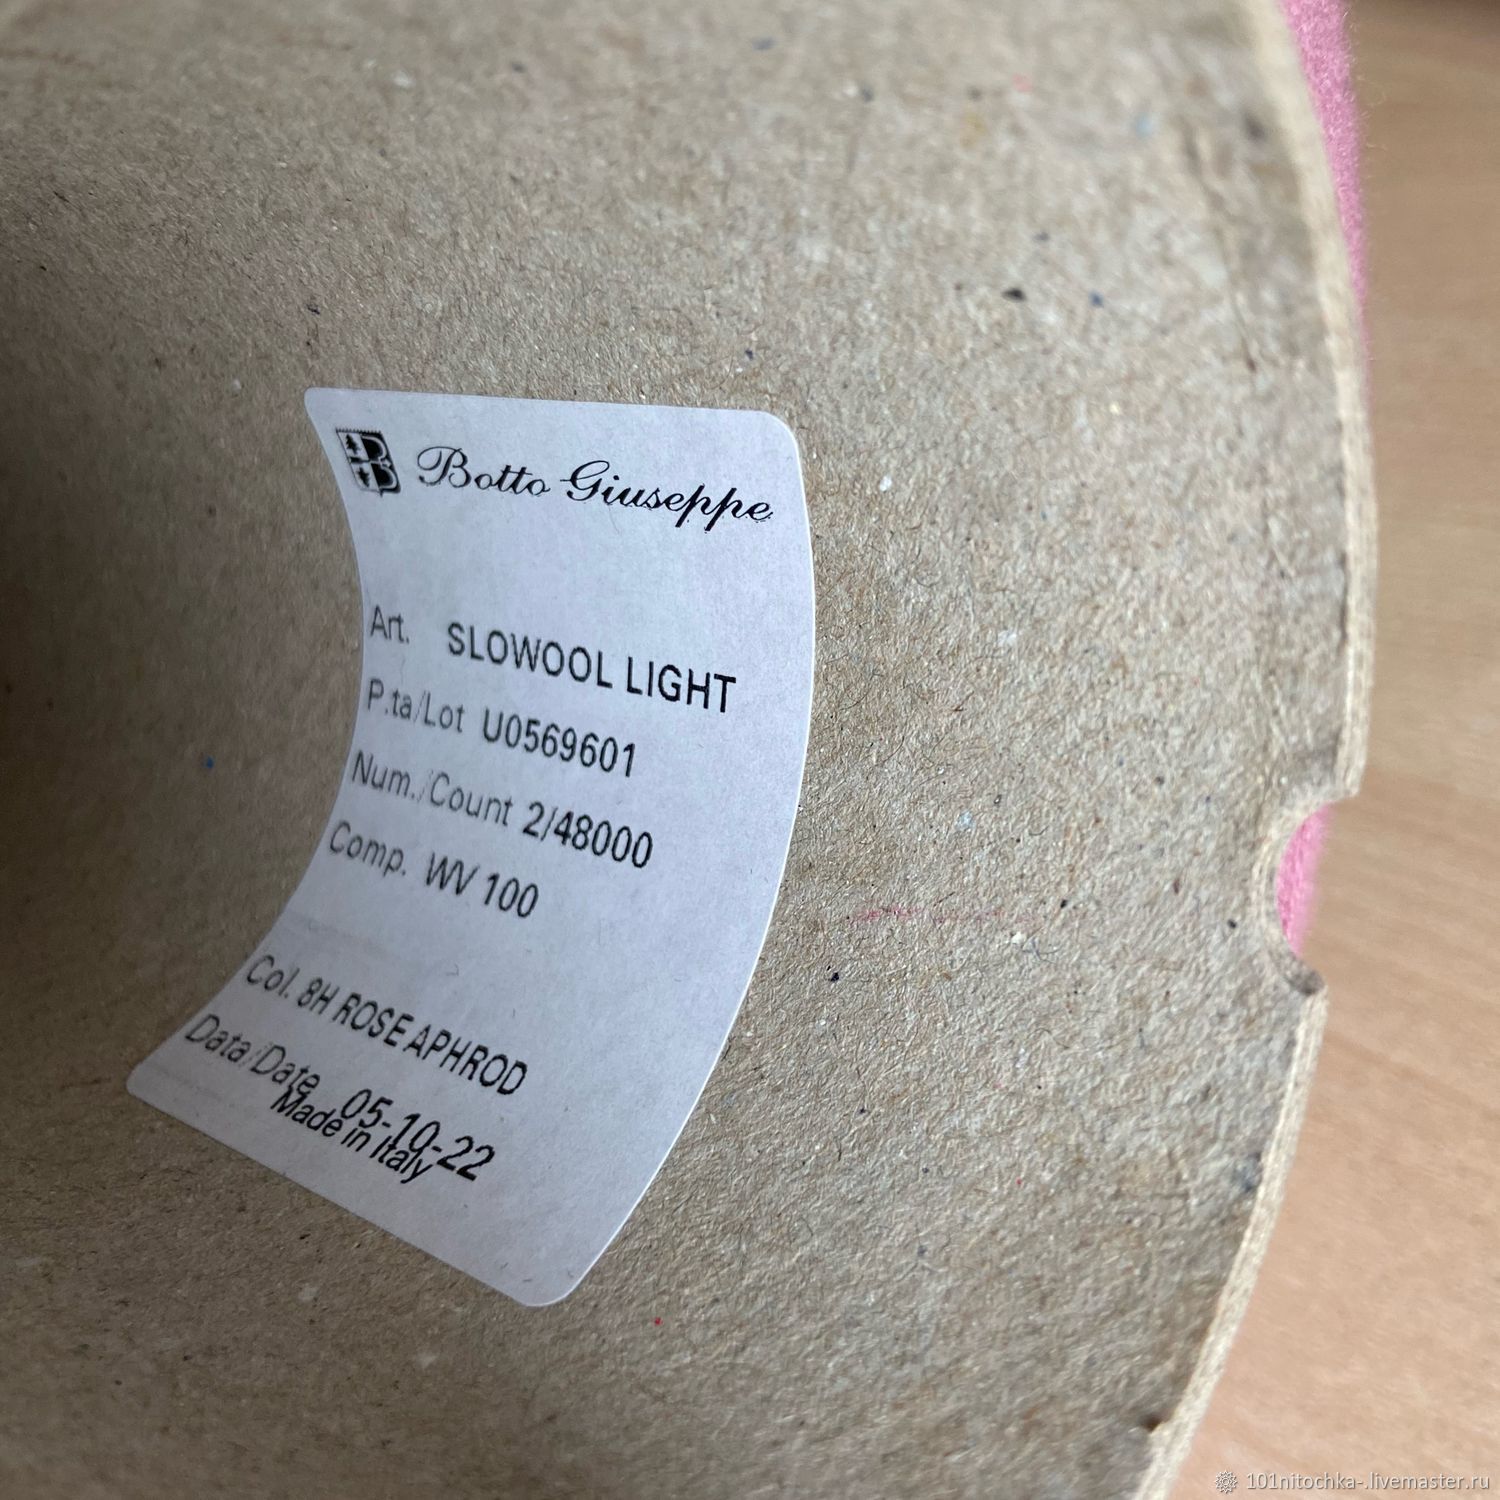 Botto Giuseppe
Art. SLOWOOL LIGHT
P.ta/Lot U0569601
Num./Count 2/48000
Comp. WV 100
Col. 8H ROSE APHROD
Data/Date 05-10-22
Made in Italy
101nitochka-.livemaster.ru